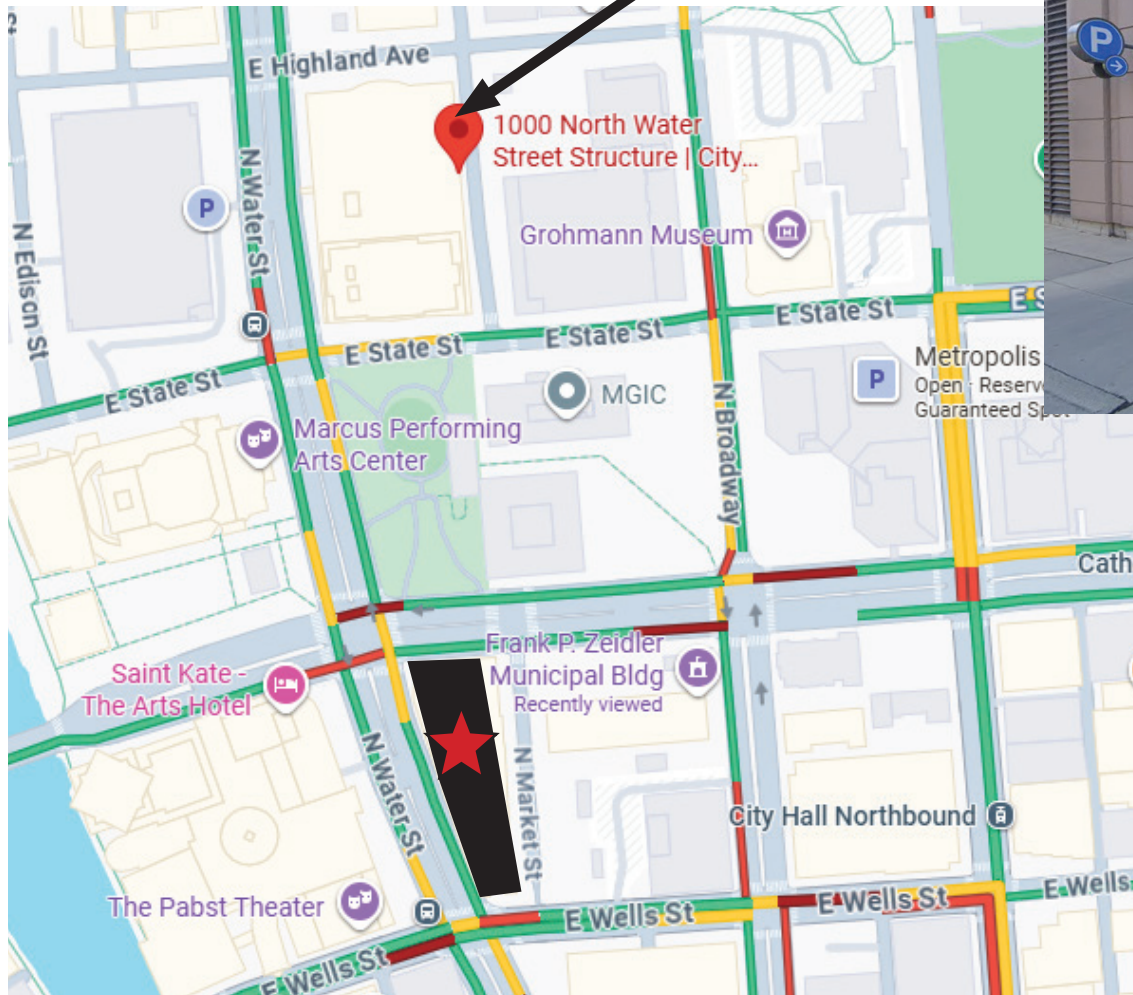 E Highland Ave
P
1000 North Water
Street Structure | City...
N Water St
P
Grohmann Museum
N Edison St
E State St
E State St
E State St
E State St
E S
MGIC
P
Metropolis
Open · Reserv
Guaranteed Spot
Marcus Performing
Arts Center
N Broadway
Cath
Frank P. Zeidler
Municipal Bldg
Recently viewed
Saint Kate -
The Arts Hotel
N Water St
N Market St
City Hall Northbound
The Pabst Theater
E Wells St
E Wells St
E Wells
E Wells St